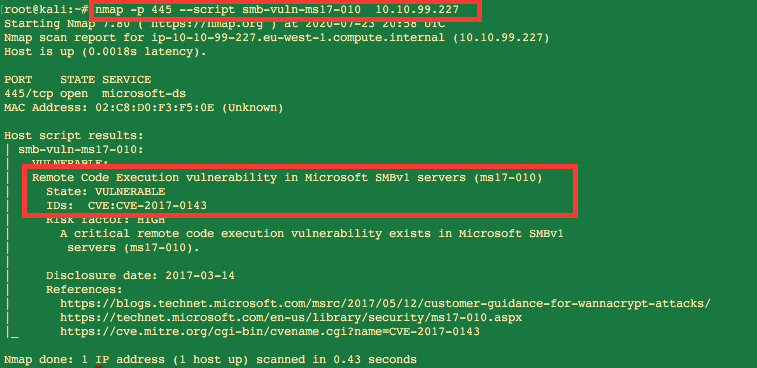 [root@kali:~# nmap -p 445 --script smb-vuln-ms17-010  10.10.99.227
Starting Nmap 7.80 ( https://nmap.org ) at 2020-07-23 20:58 UTC
Nmap scan report for ip-10-10-99-227.eu-west-1.compute.internal (10.10.99.227)
Host is up (0.0018s latency).
PORT    STATE SERVICE
445/tcp open  microsoft-ds
MAC Address: 02:C8:D0:F3:F5:0E (Unknown)
Host script results:
| smb-vuln-ms17-010:
|   VULNERABLE:
|   Remote Code Execution vulnerability in Microsoft SMBv1 servers (ms17-010)
|     State: VULNERABLE
|     IDs:  CVE:CVE-2017-0143
|     Risk factor: HIGH
|       A critical remote code execution vulnerability exists in Microsoft SMBv1
|        servers (ms17-010).
|
|     Disclosure date: 2017-03-14
|     References:
|       https://blogs.technet.microsoft.com/msrc/2017/05/12/customer-guidance-for-wannacrypt-attacks/
|       https://technet.microsoft.com/en-us/library/security/ms17-010.aspx
|_      https://cve.mitre.org/cgi-bin/cvename.cgi?name=CVE-2017-0143
Nmap done: 1 IP address (1 host up) scanned in 0.43 seconds